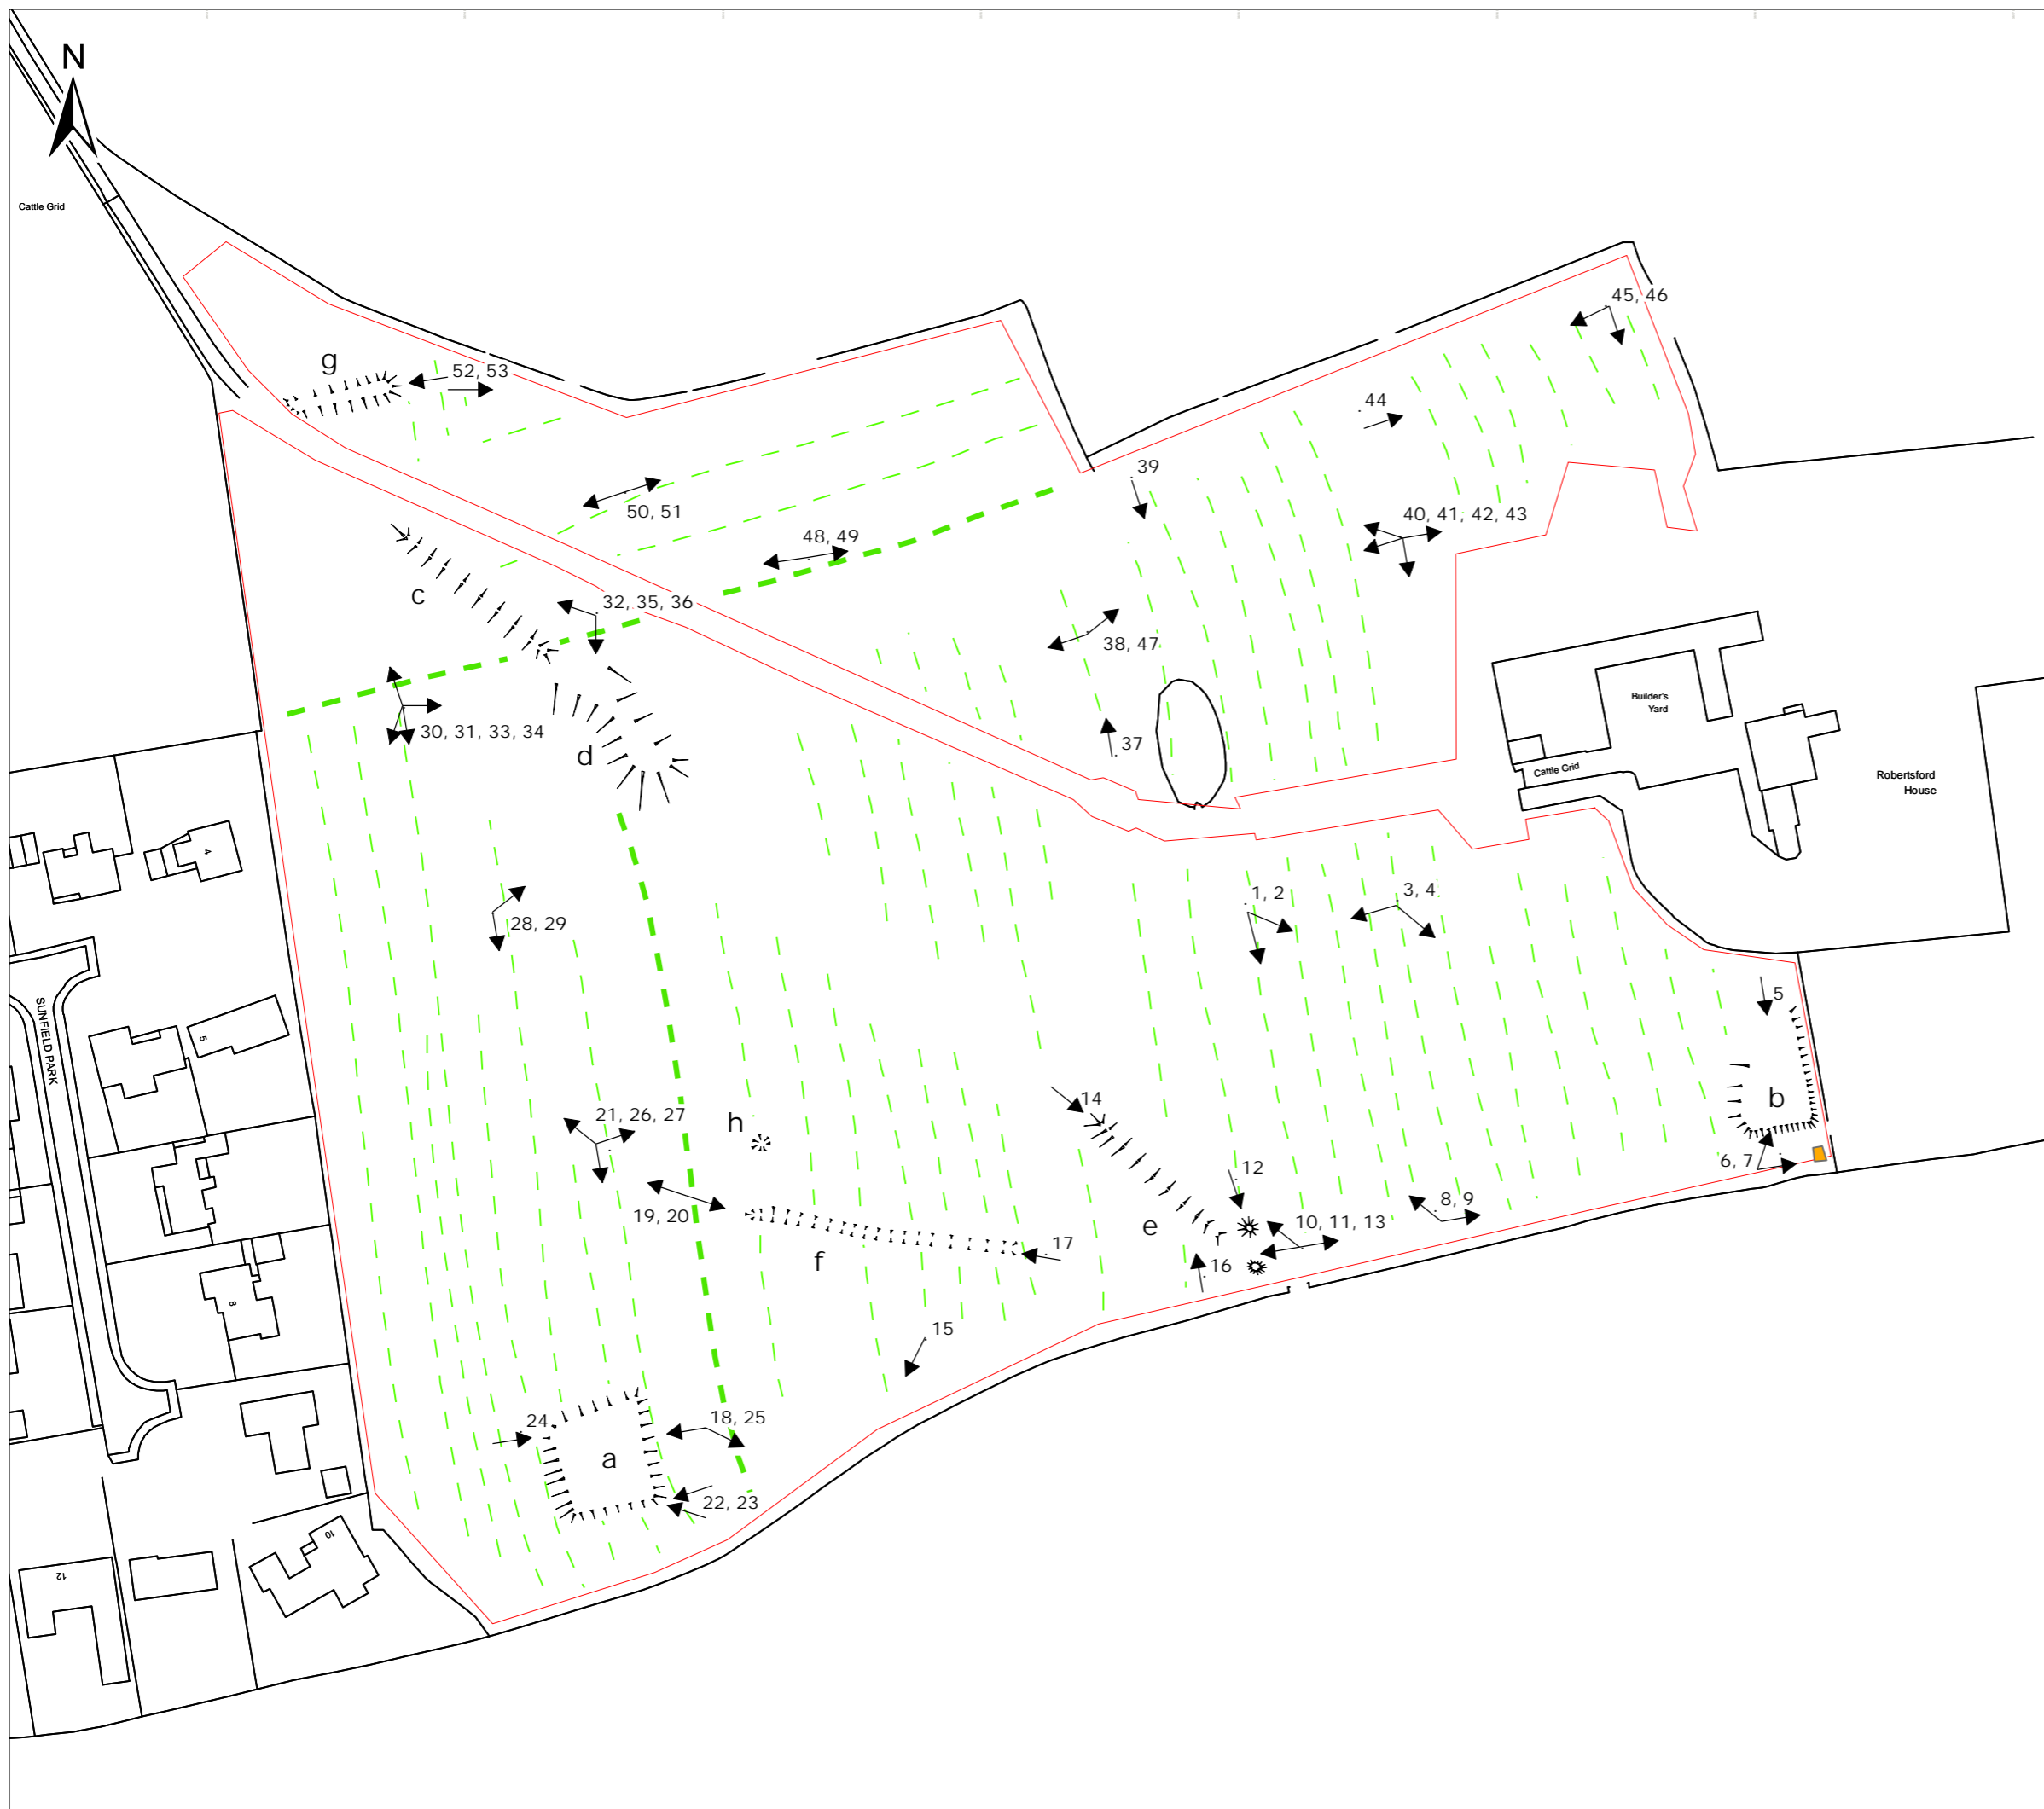 N
Cattle Grid
45, 46
g
52, 53
44
39
50, 51
40, 41, 42, 43
48, 49
c
32, 35, 36
38, 47
Builder's
Yard
30, 31, 33, 34
37
d
Cattle Grid
Robertsford
House
4
1, 2
3, 4
28, 29
5
SUNFIELD PARK
5
14
b
21, 26, 27
h
6, 7
12
8, 9
19, 20
e
10, 11, 13
17
f
16
8
15
24
18, 25
a
22, 23
10
12